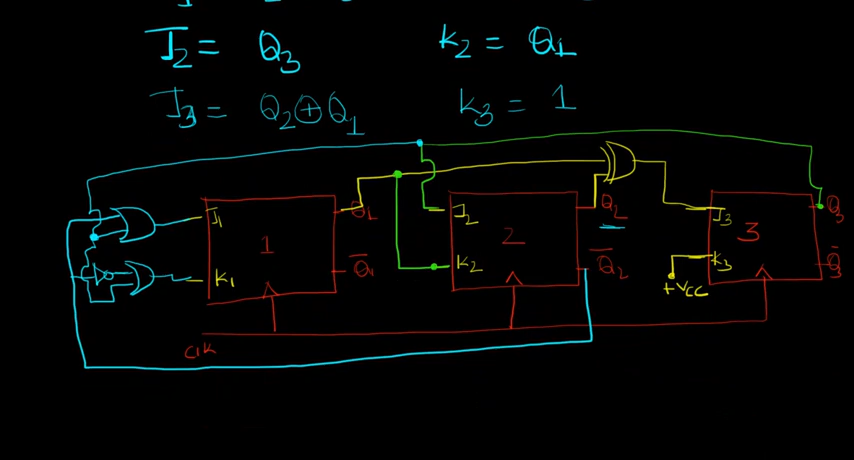 J₂ = Q₃ K₂ = Q₁
J₃ = Q₂⊕Q₁ K₃ = 1
J₁ Q₁ J₂ Q₂ J₃ Q₃
1 2 3
K₁ Q̅₁ K₂ Q̅₂ K₃ Q̅₃
+VCC
Clk